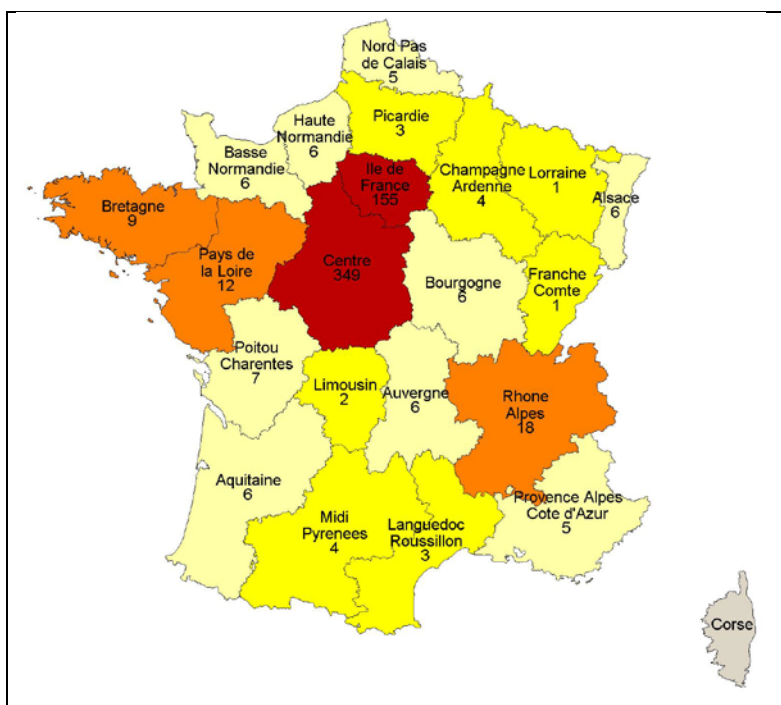 Nord Pas
de Calais
5
Picardie
3
Haute
Normandie
6
Basse
Normandie
6
Ile de
France
155
Champagne
Ardenne
4
Lorraine
1
Alsace
6
Bretagne
9
Pays de
la Loire
12
Centre
349
Bourgogne
6
Franche
Comte
1
Poitou
Charentes
7
Limousin
2
Auvergne
6
Rhone
Alpes
18
Aquitaine
6
Midi
Pyrenees
4
Languedoc
Roussillon
3
Provence Alpes
Cote d'Azur
5
Corse